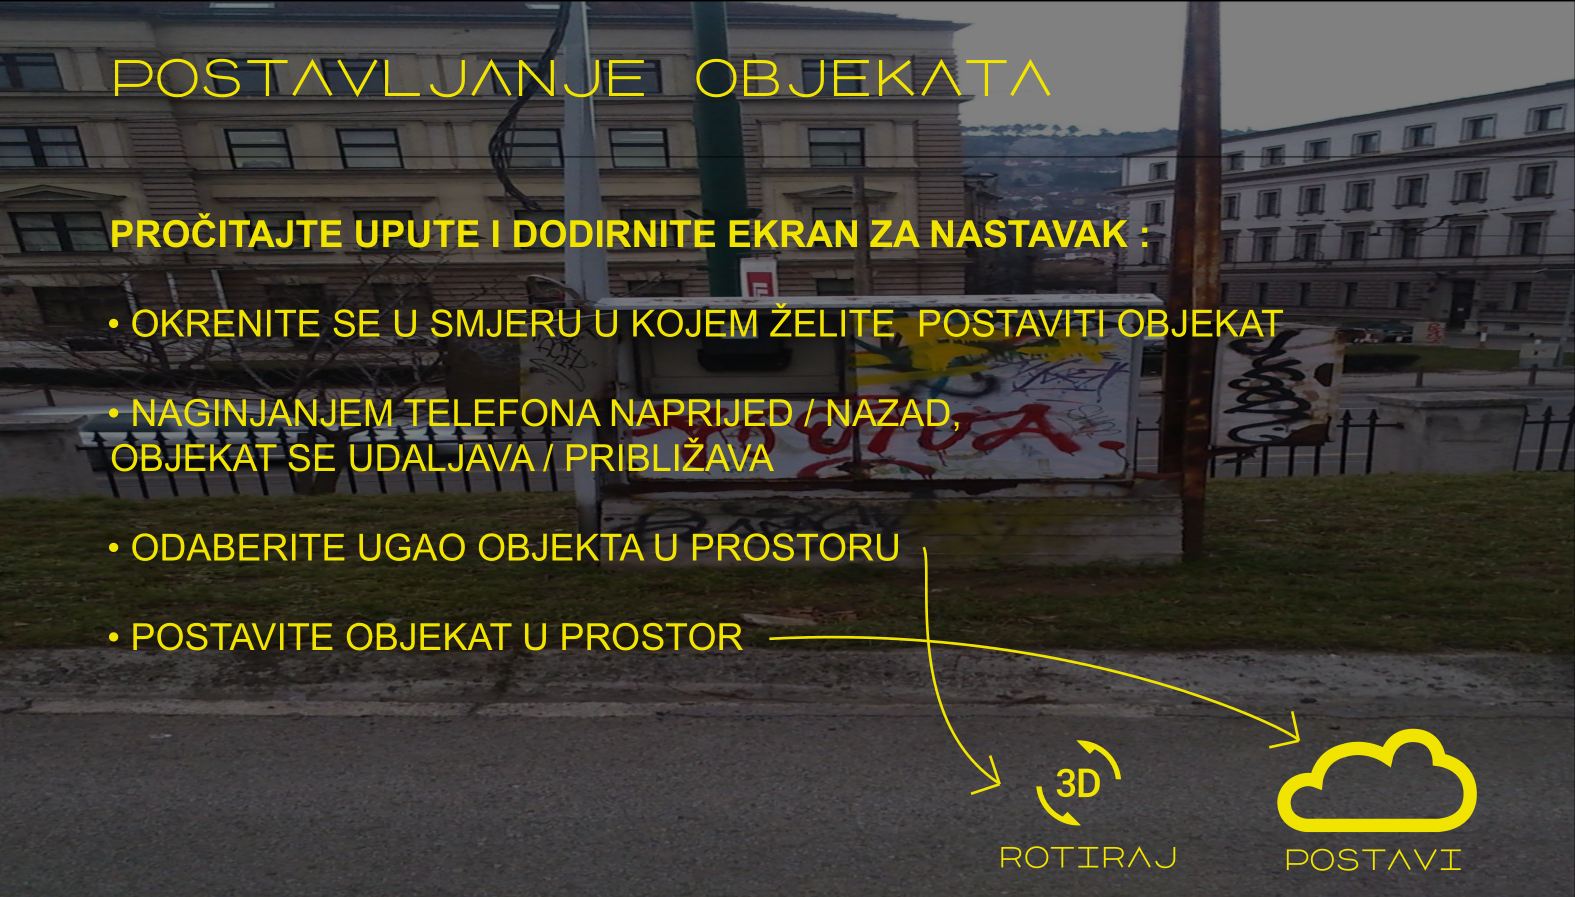 POSTAVLJANJE OBJEKATA
PROČITAJTE UPUTE I DODIRNITE EKRAN ZA NASTAVAK :
• OKRENITE SE U SMJERU U KOJEM ŽELITE POSTAVITI OBJEKAT
• NAGINJANJEM TELEFONA NAPRIJED / NAZAD,
OBJEKAT SE UDALJAVA / PRIBLIŽAVA
• ODABERITE UGAO OBJEKTA U PROSTORU
• POSTAVITE OBJEKAT U PROSTOR
3D
ROTIRAJ
POSTAVI